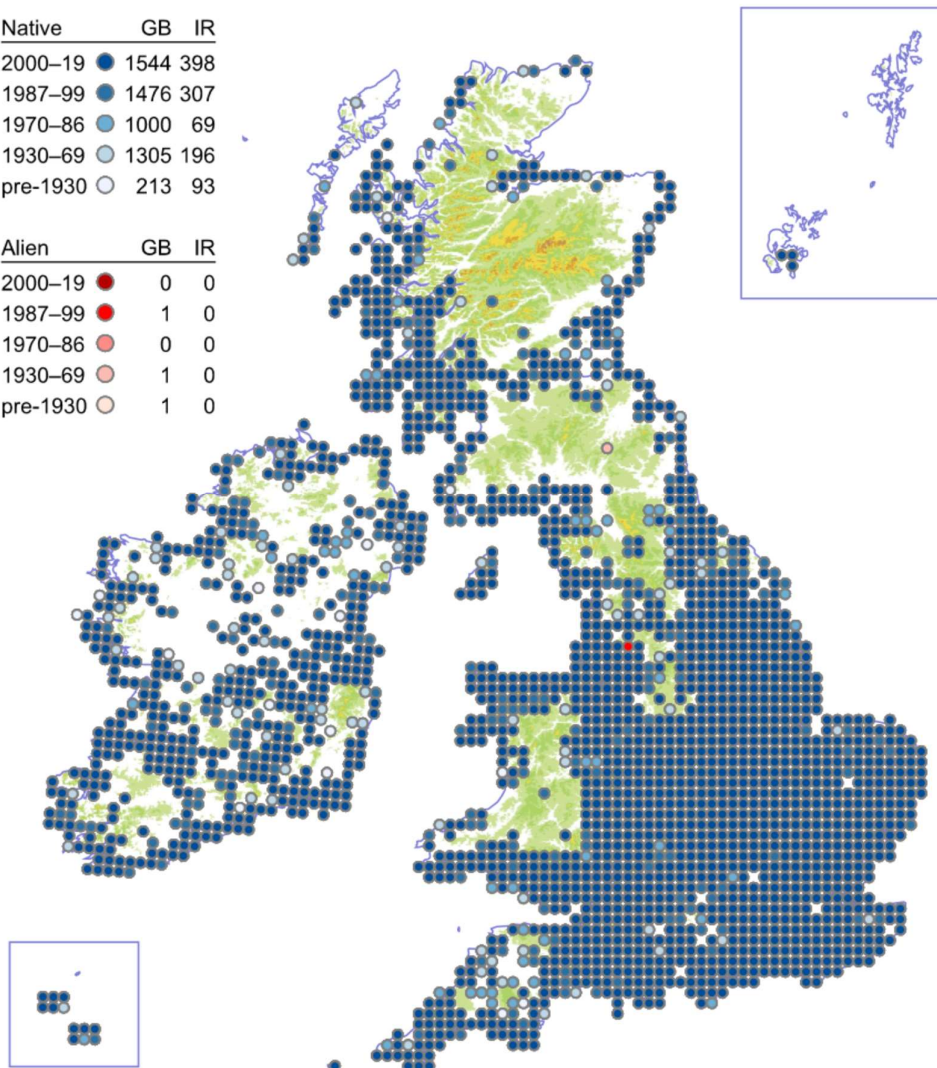 Native GB IR
2000–19 1544 398
1987–99 1476 307
1970–86 1000 69
1930–69 1305 196
pre-1930 213 93
Alien GB IR
2000–19 0 0
1987–99 1 0
1970–86 0 0
1930–69 1 0
pre-1930 1 0